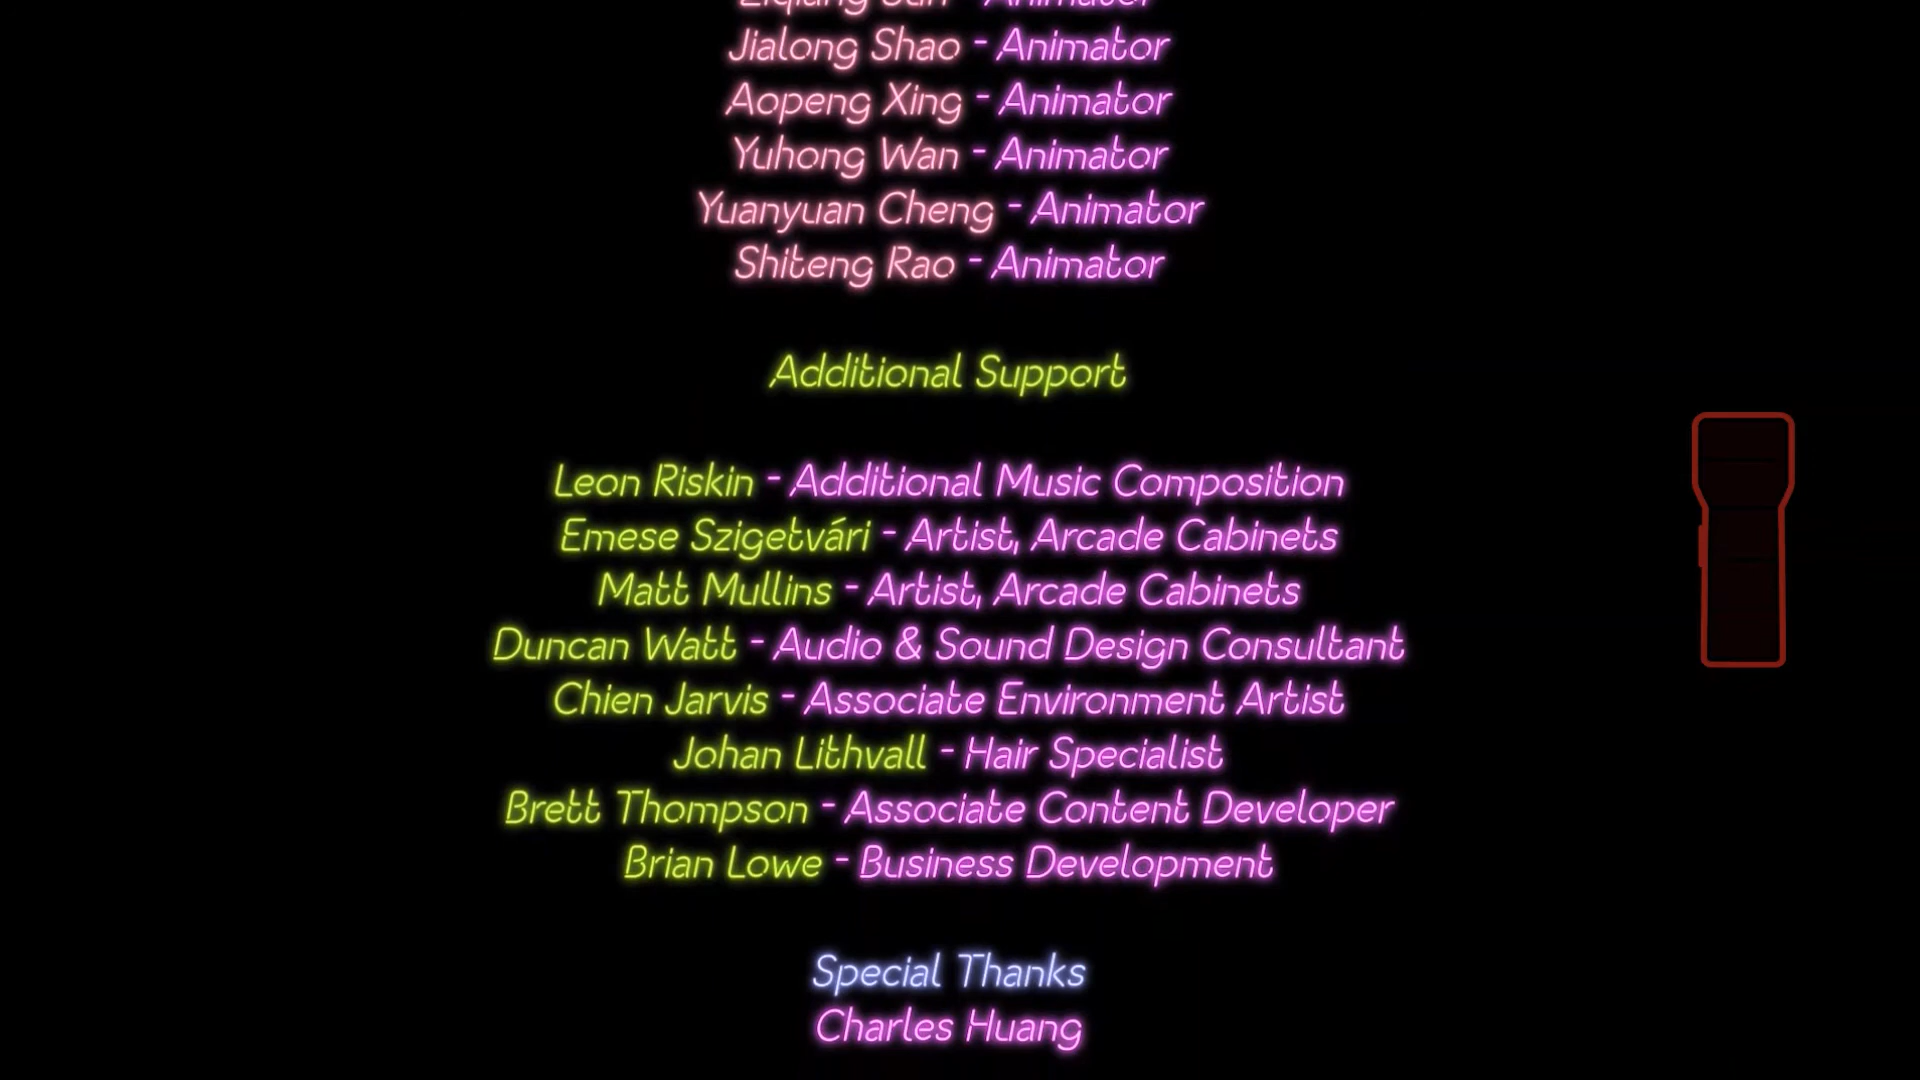 Jialong Shao - Animator
Aopeng Xing - Animator
Yuhong Wan - Animator
Yuanyuan Cheng - Animator
Shiteng Rao - Animator
Additional Support
Leon Riskin - Additional Music Composition
Emese Szigetvári - Artist, Arcade Cabinets
Matt Mullins - Artist, Arcade Cabinets
Duncan Watt - Audio & Sound Design Consultant
Chien Jarvis - Associate Environment Artist
Johan Lithvall - Hair Specialist
Brett Thompson - Associate Content Developer
Brian Lowe - Business Development
Special Thanks
Charles Huang